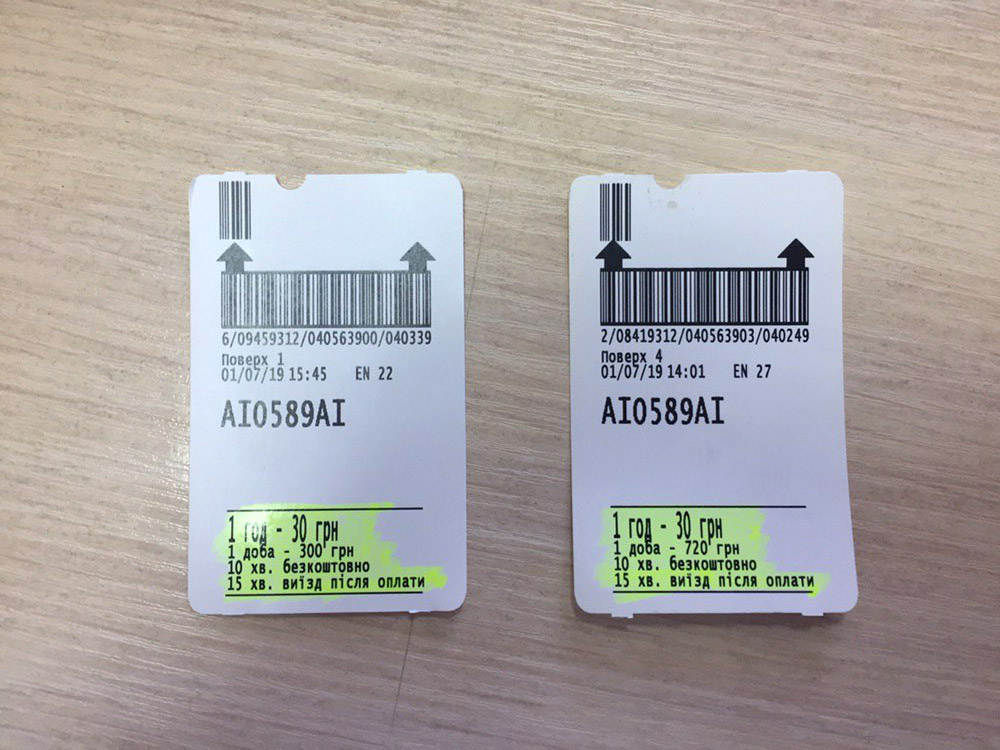 6/09459312/040563900/040339
Поверх 1
01/07/19 15:45 EN 22
AI0589AI
1 год - 30 грн
1 доба - 300 грн
10 хв. безкоштовно
15 хв. виїзд після оплати
2/08419312/040563903/040249
Поверх 4
01/07/19 14:01 EN 27
AI0589AI
1 год - 30 грн
1 доба - 720 грн
10 хв. безкоштовно
15 хв. виїзд після оплати